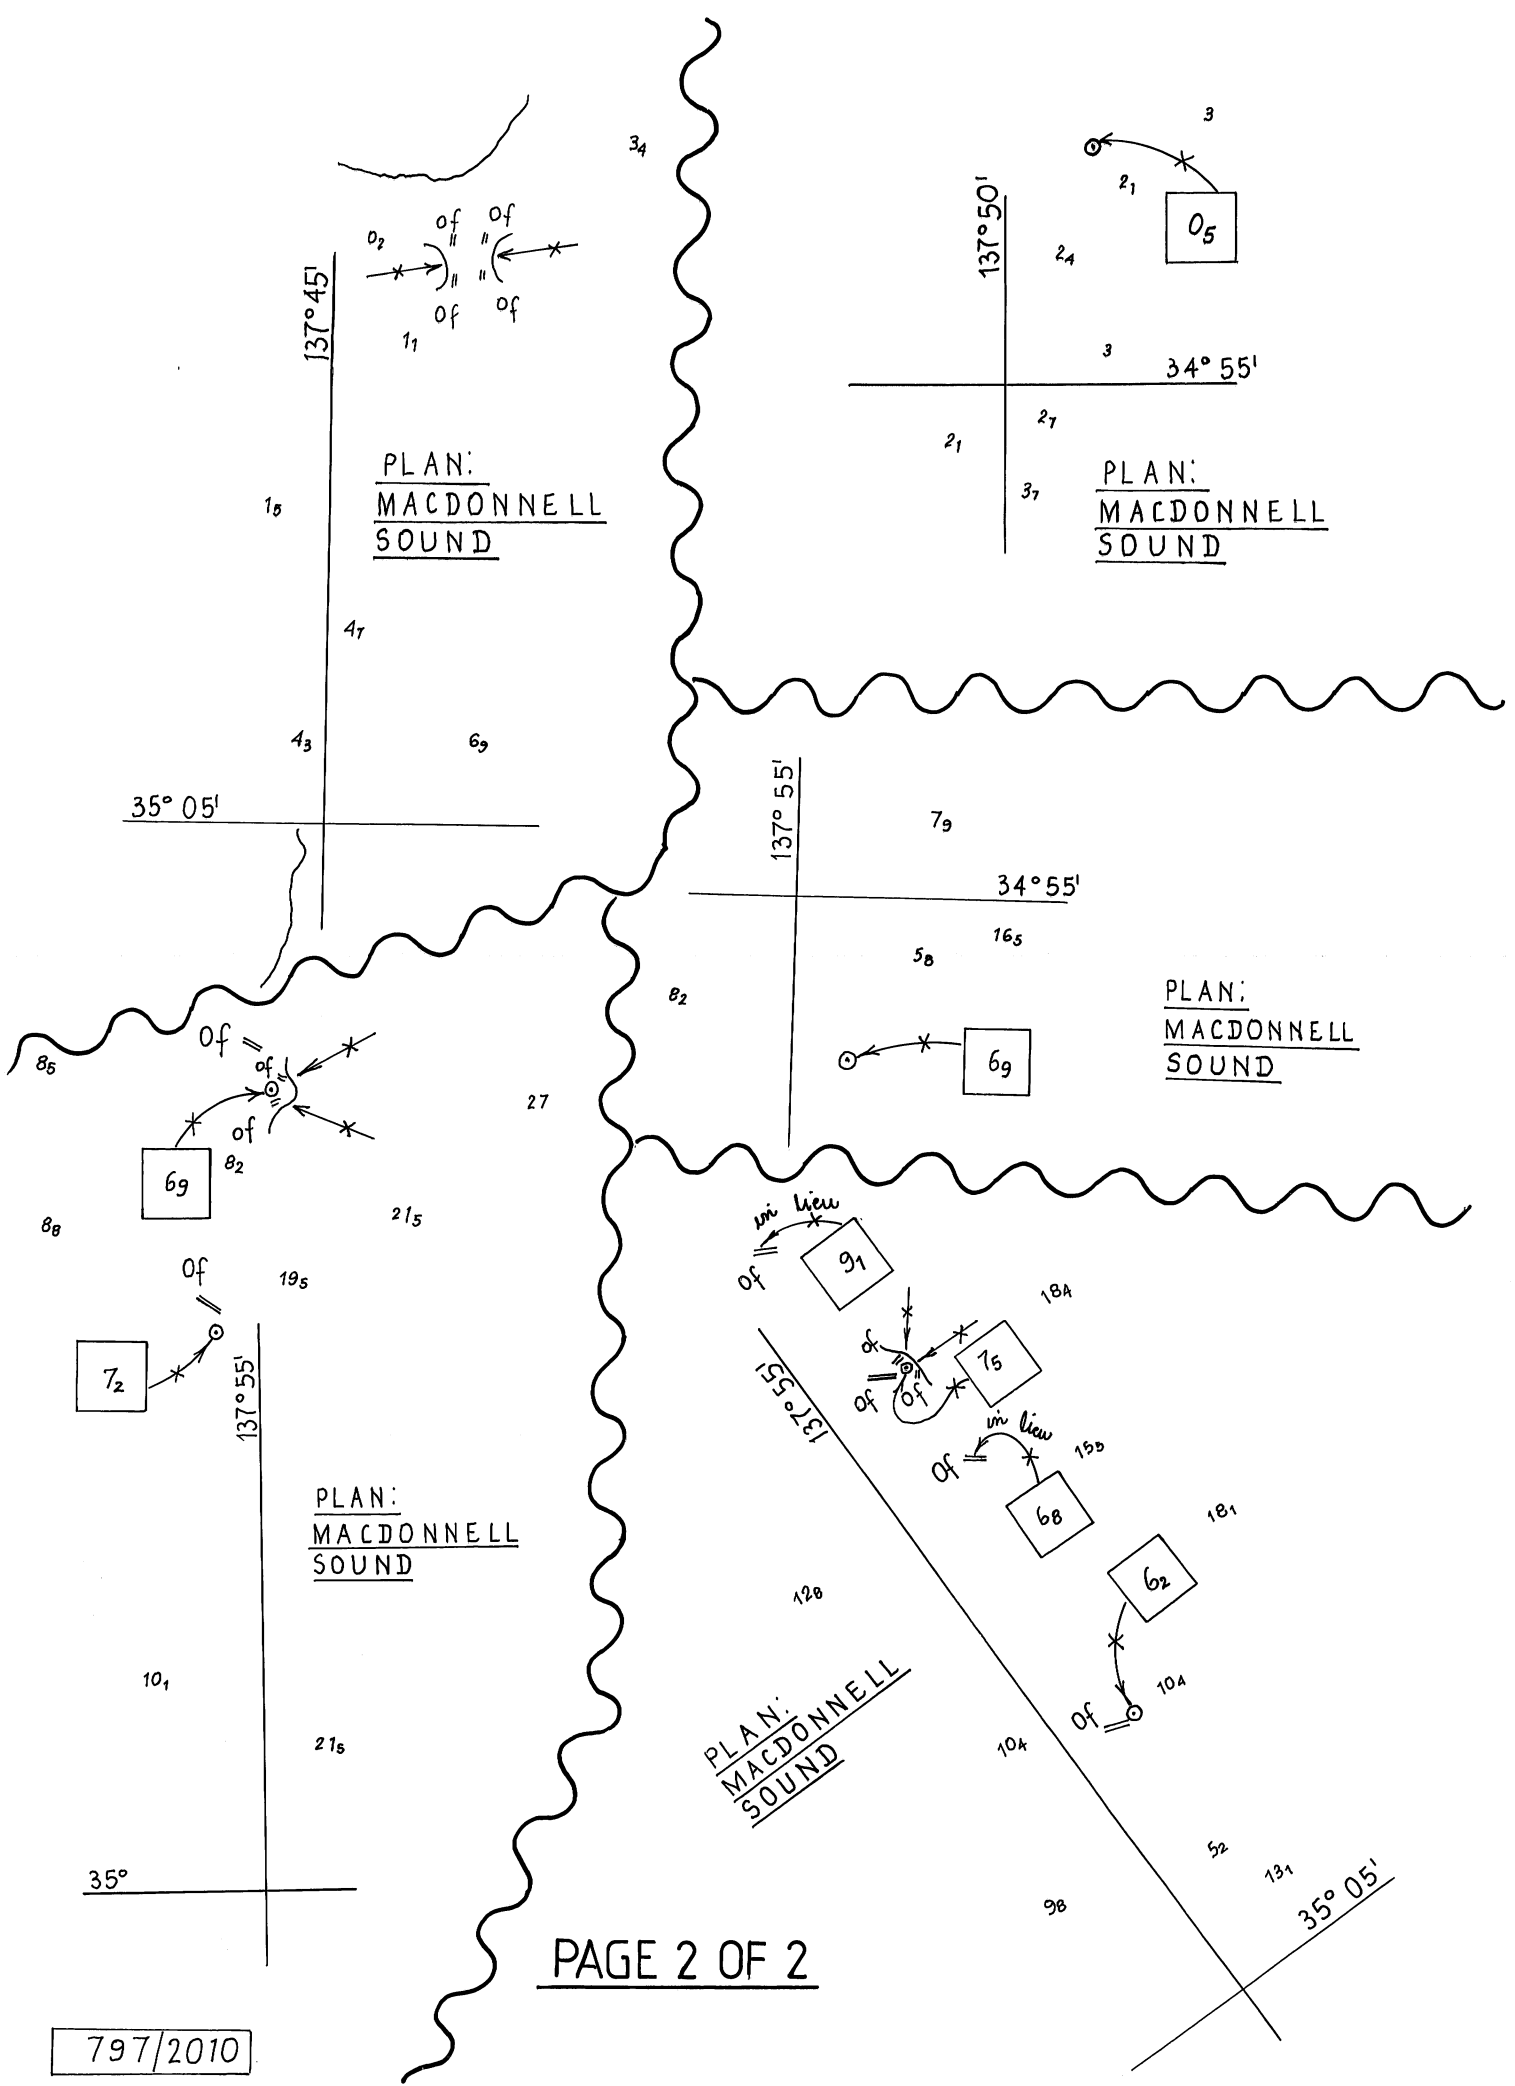 3₄
Of Of
0₂
Of Of
1₁
137° 45'
PLAN:
MACDONNELL
SOUND
1₅
4₇
4₃
6₉
35° 05'
3
2₁
0₅
137° 50'
2₄
3
34° 55'
2₁
2₇
3₇
PLAN:
MACDONNELL
SOUND
137° 55'
7₉
34° 55'
16₅
5₈
8₂
6₉
PLAN:
MACDONNELL
SOUND
8₅
Of
Of
Of
27
6₉
8₂
8₈
21₅
Of
19₅
7₂
137° 55'
PLAN:
MACDONNELL
SOUND
10₁
21₅
35°
in lieu
Of
9₁
18₄
Of
7₅
Of
Of
137° 55'
in lieu
Of
15₅
6₈
18₁
6₂
12₈
10₄
Of
10₄
PLAN:
MACDONNELL
SOUND
5₂
13₁
9₈
35° 05'
PAGE 2 OF 2
797/2010